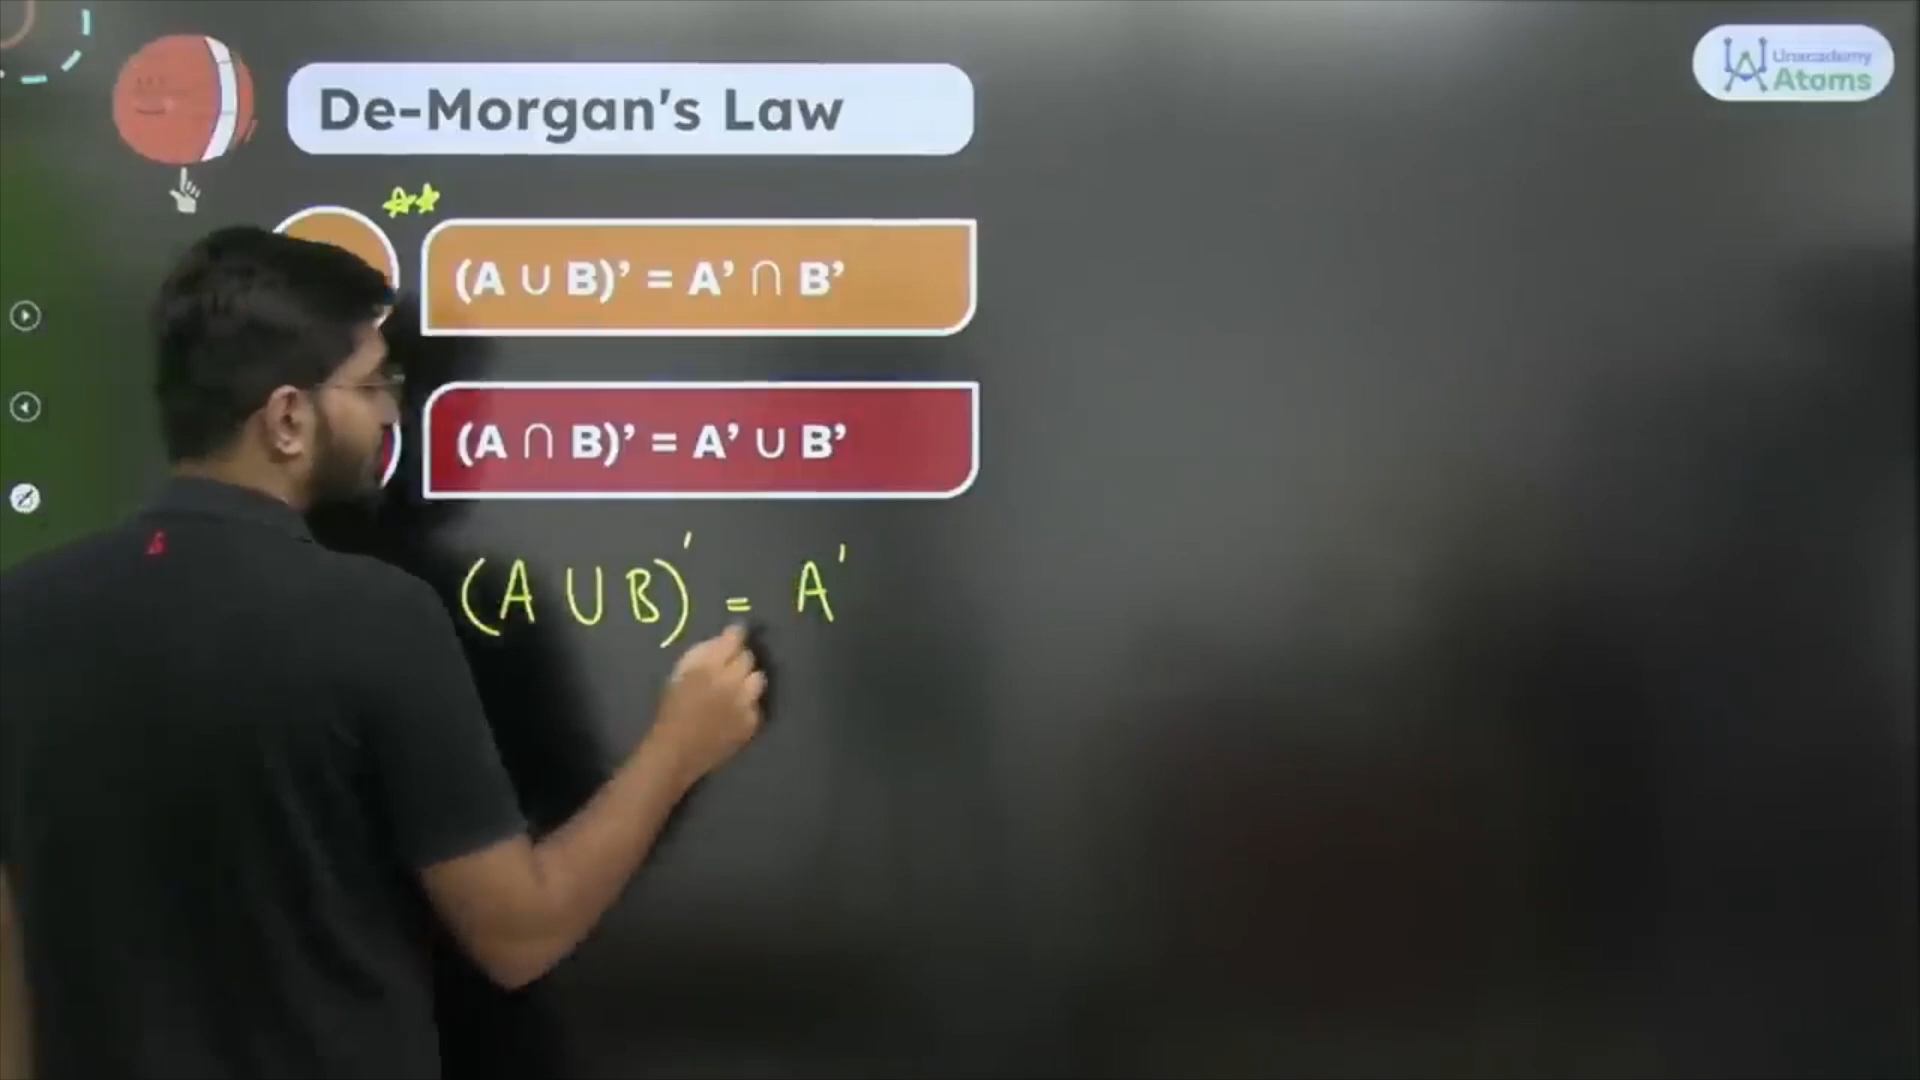 Unacademy
Atoms
De-Morgan's Law
(A ∪ B)’ = A’ ∩ B’
(A ∩ B)’ = A’ ∪ B’
(A ∪ B)' = A'